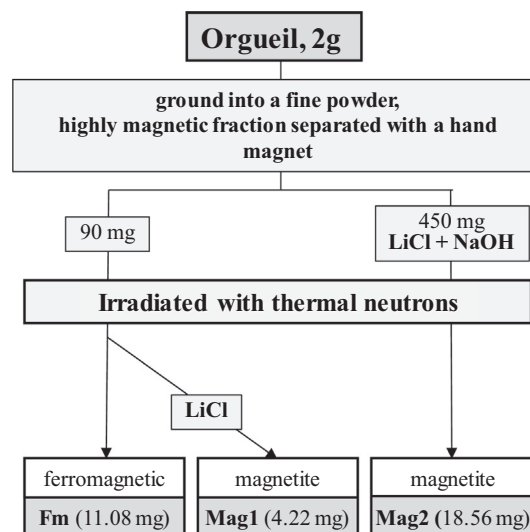 Orgueil, 2g
ground into a fine powder,
highly magnetic fraction separated with a hand
magnet
90 mg
450 mg
LiCl + NaOH
Irradiated with thermal neutrons
LiCl
ferromagnetic
Fm (11.08 mg)
magnetite
Mag1 (4.22 mg)
magnetite
Mag2 (18.56 mg)